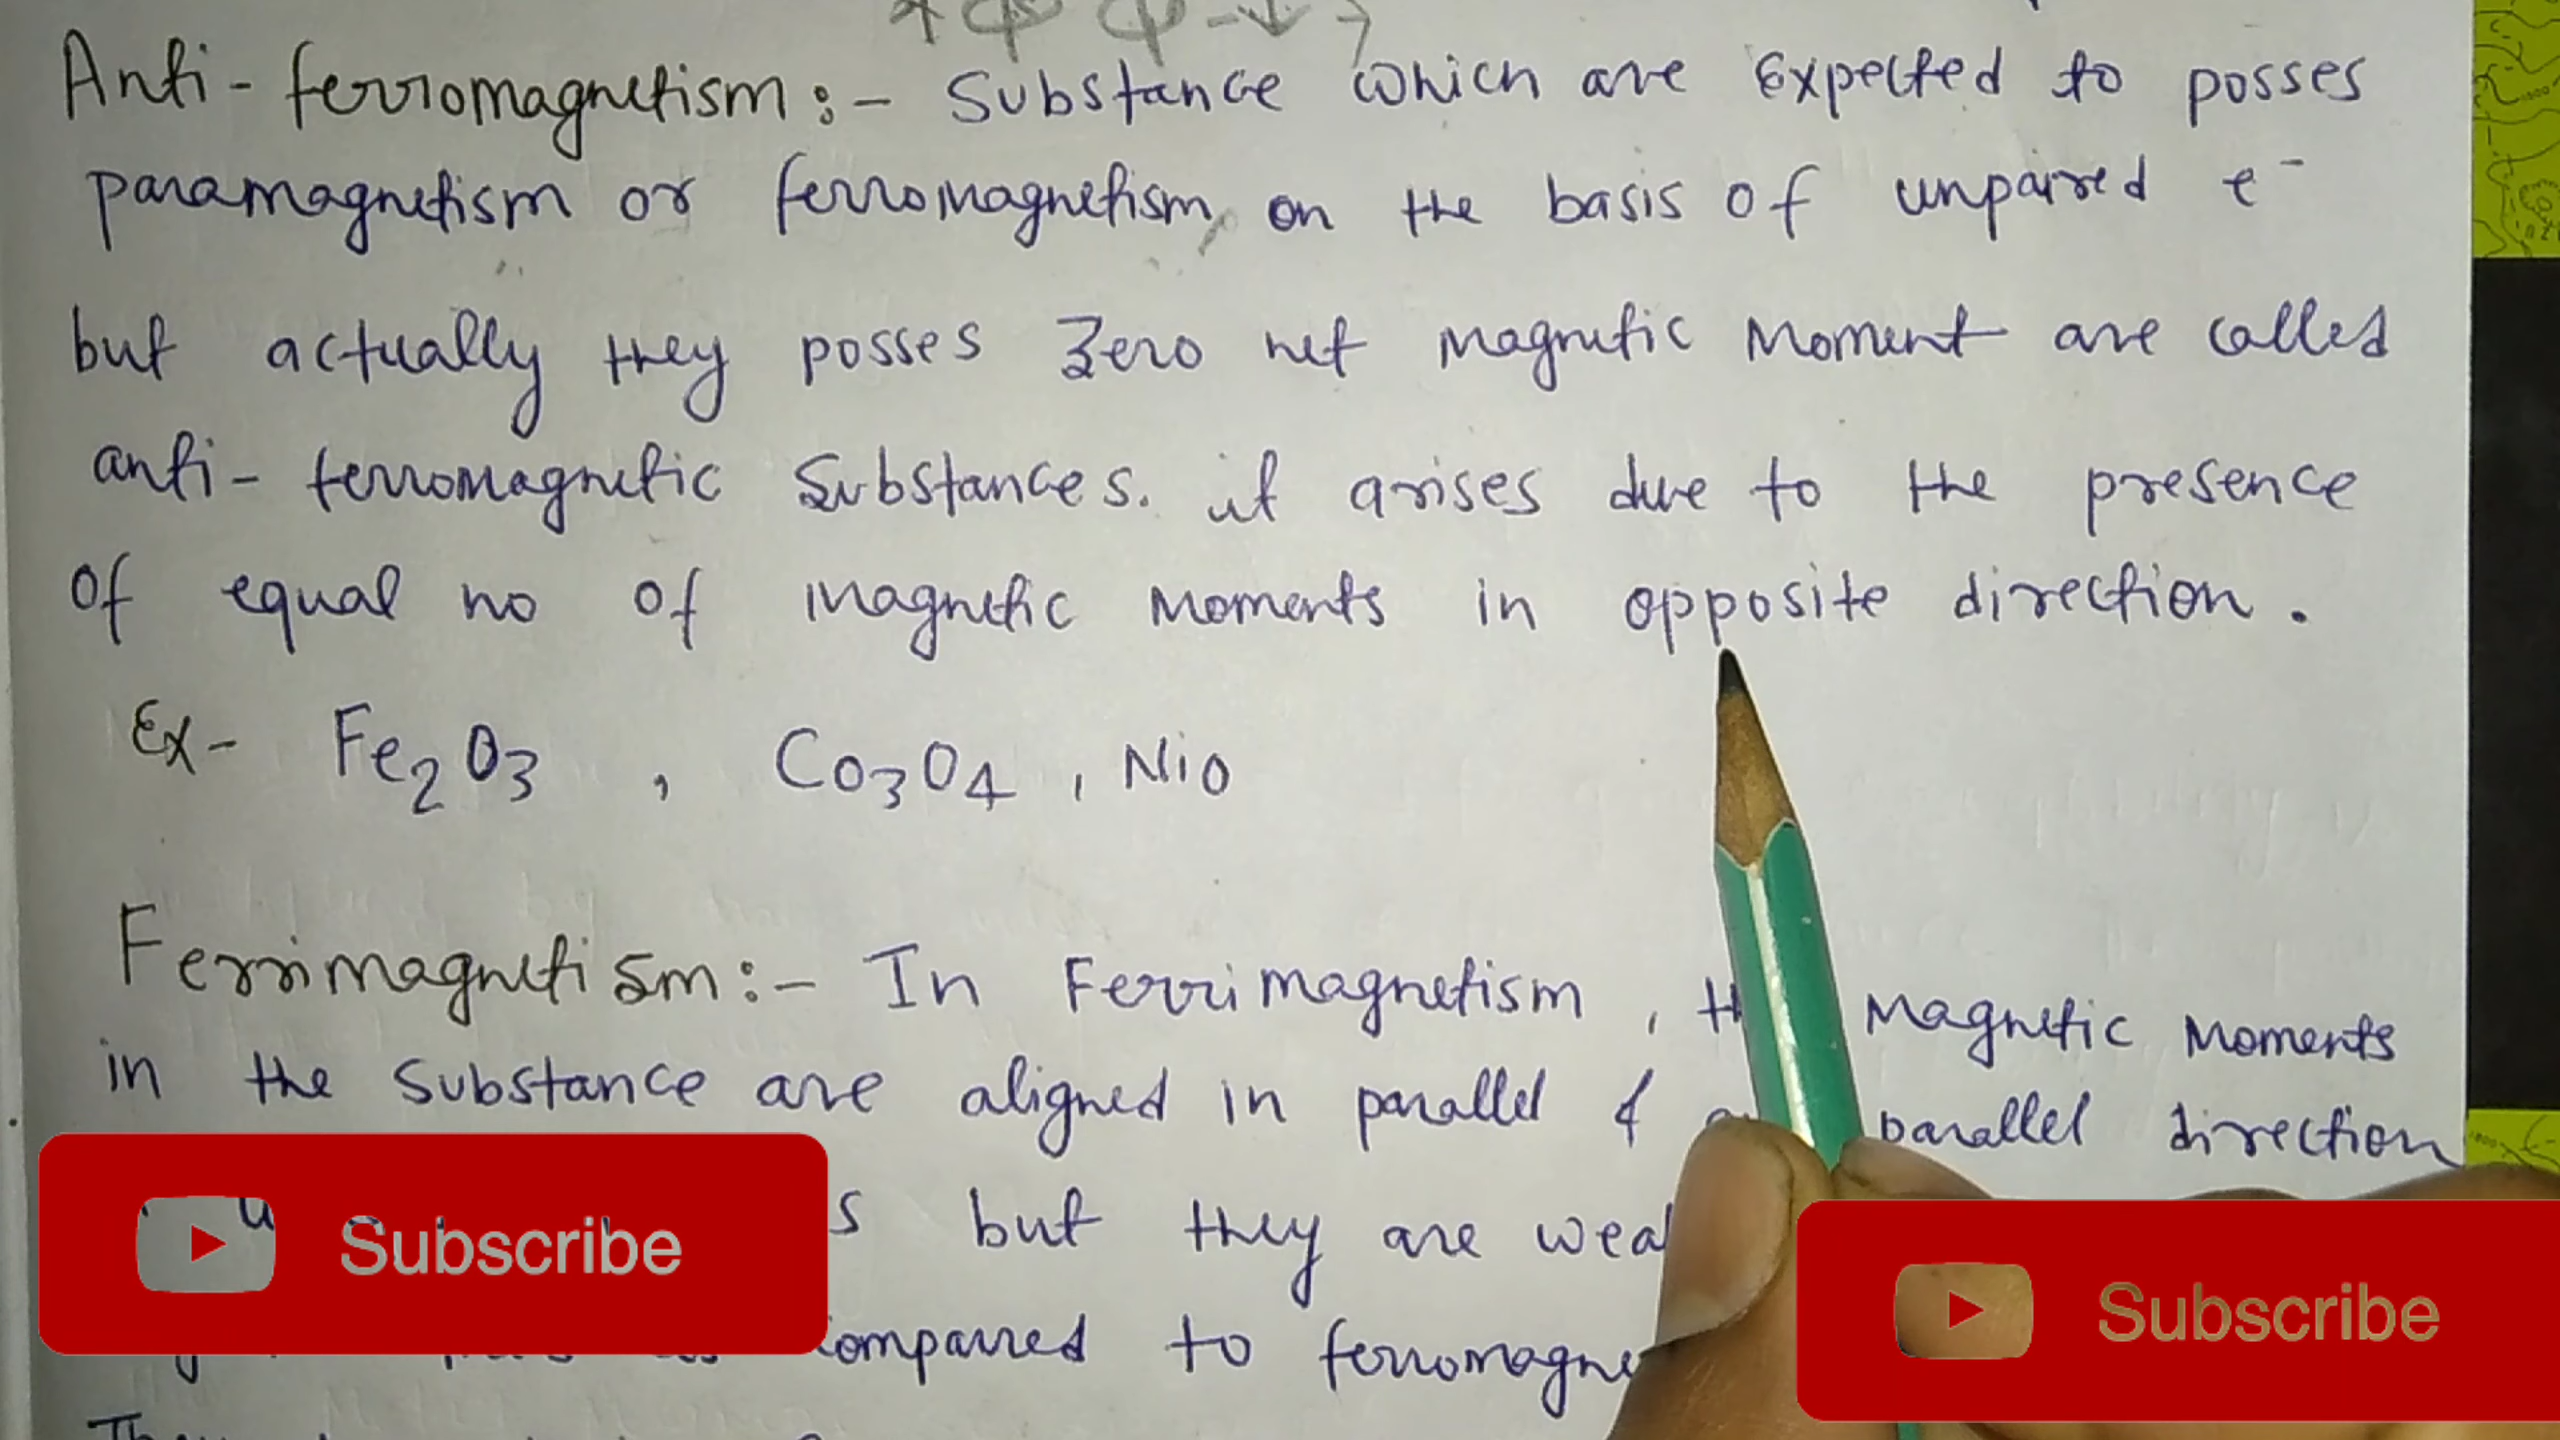 Anti-ferromagnetism:- Substance which are expected to posses
paramagnetism or ferromagnetism, on the basis of unpaired e⁻
but actually they posses zero net magnetic moment are called
anti-ferromagnetic substances. it arises due to the presence
of equal no of magnetic moments in opposite direction.
Ex- Fe₂O₃, Co₃O₄, NiO
Ferrimagnetism:- In Ferrimagnetism, magnetic moments
in the substance are aligned in parallel & parallel direction
but they are
to
Subscribe
Subscribe